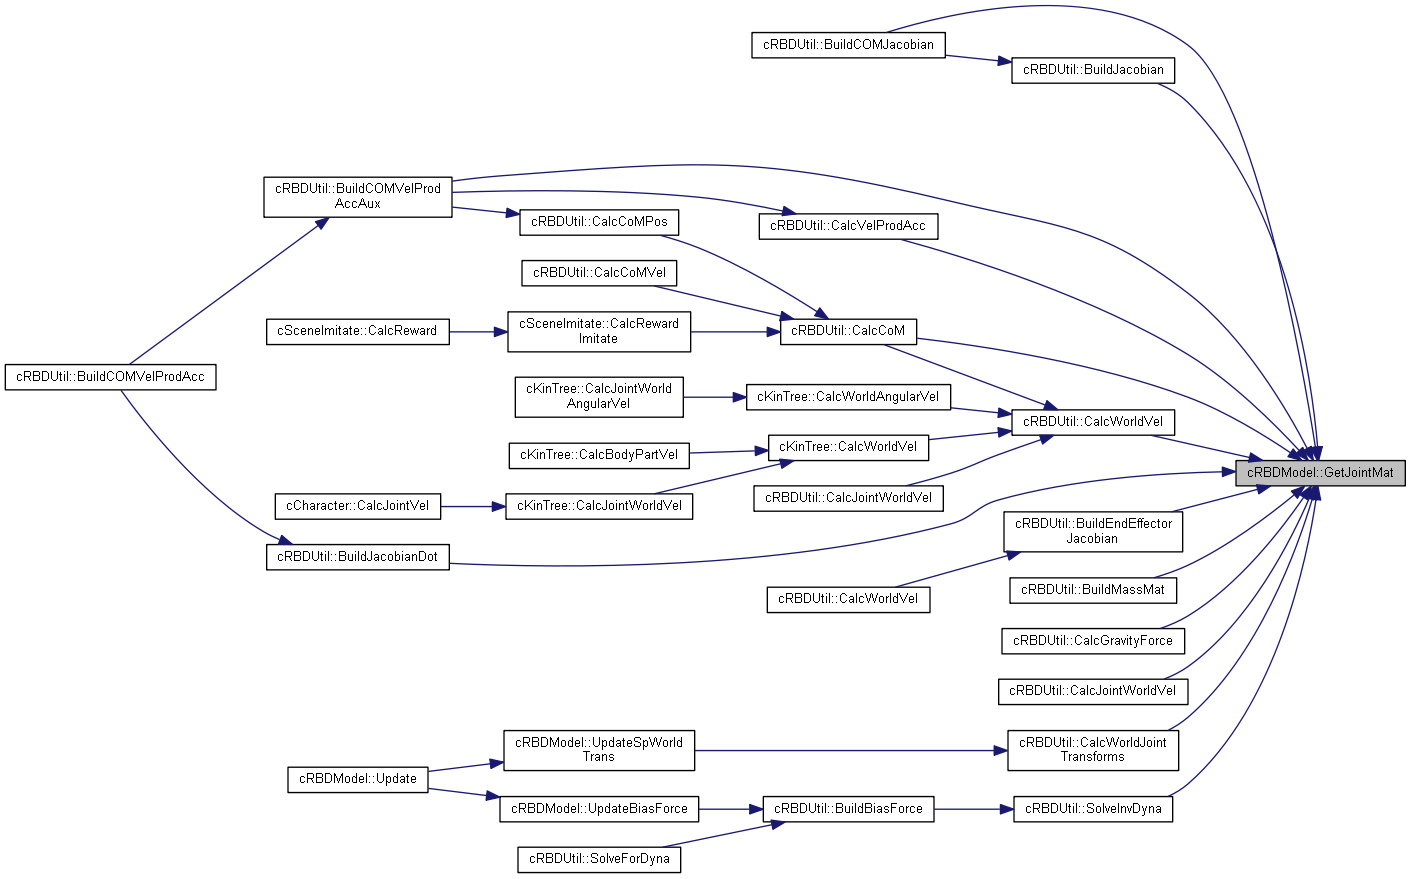 cRBDUtil::BuildCOMJacobian
cRBDUtil::BuildJacobian
cRBDUtil::BuildCOMVelProd
AccAux
cRBDUtil::CalcCoMPos
cRBDUtil::CalcVelProdAcc
cRBDUtil::CalcCoMVel
cSceneImitate::CalcReward
cSceneImitate::CalcReward
Imitate
cRBDUtil::CalcCoM
cRBDUtil::BuildCOMVelProdAcc
cKinTree::CalcJointWorld
AngularVel
cKinTree::CalcWorldAngularVel
cRBDUtil::CalcWorldVel
cKinTree::CalcBodyPartVel
cKinTree::CalcWorldVel
cRBDModel::GetJointMat
cCharacter::CalcJointVel
cKinTree::CalcJointWorldVel
cRBDUtil::CalcJointWorldVel
cRBDUtil::BuildEndEffector
Jacobian
cRBDUtil::BuildJacobianDot
cRBDUtil::CalcWorldVel
cRBDUtil::BuildMassMat
cRBDUtil::CalcGravityForce
cRBDUtil::CalcJointWorldVel
cRBDModel::UpdateSpWorld
Trans
cRBDUtil::CalcWorldJoint
Transforms
cRBDModel::Update
cRBDModel::UpdateBiasForce
cRBDUtil::BuildBiasForce
cRBDUtil::SolveInvDyna
cRBDUtil::SolveForDyna